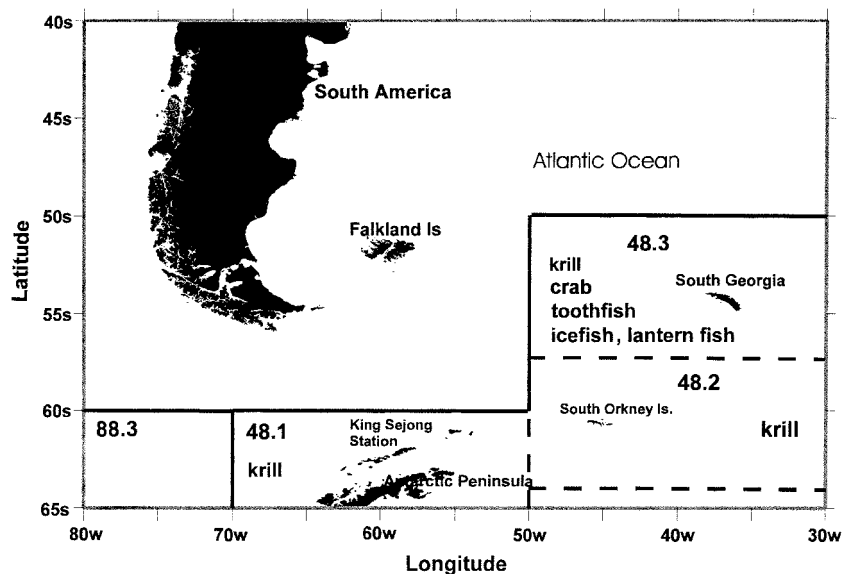 40s
South America
45s
Atlantic Ocean
Latitude
50s
Falkland Is
48.3
krill
South Georgia
crab
toothfish
icefish, lantern fish
55s
48.2
60s
South Orkney Is.
88.3
48.1
King Sejong
Station
krill
krill
Antarctic Peninsula
65s
80w
70w
60w
50w
40w
30w
Longitude